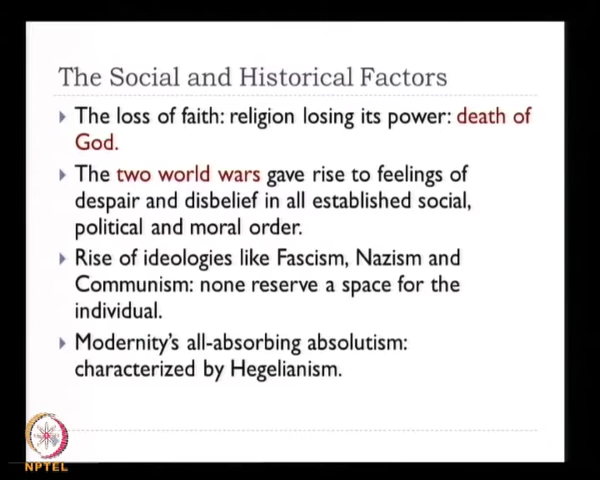 The Social and Historical Factors
The loss of faith: religion losing its power: death of
God.
The two world wars gave rise to feelings of
despair and disbelief in all established social,
political and moral order.
Rise of ideologies like Fascism, Nazism and
Communism: none reserve a space for the
individual.
Modernity's all-absorbing absolutism:
characterized by Hegelianism.
NPTEL